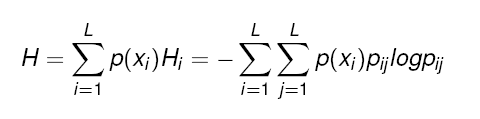 H = \sum_{i=1}^{L} p(x_i)H_i = -\sum_{i=1}^{L}\sum_{j=1}^{L} p(x_i)p_{ij}logp_{ij}